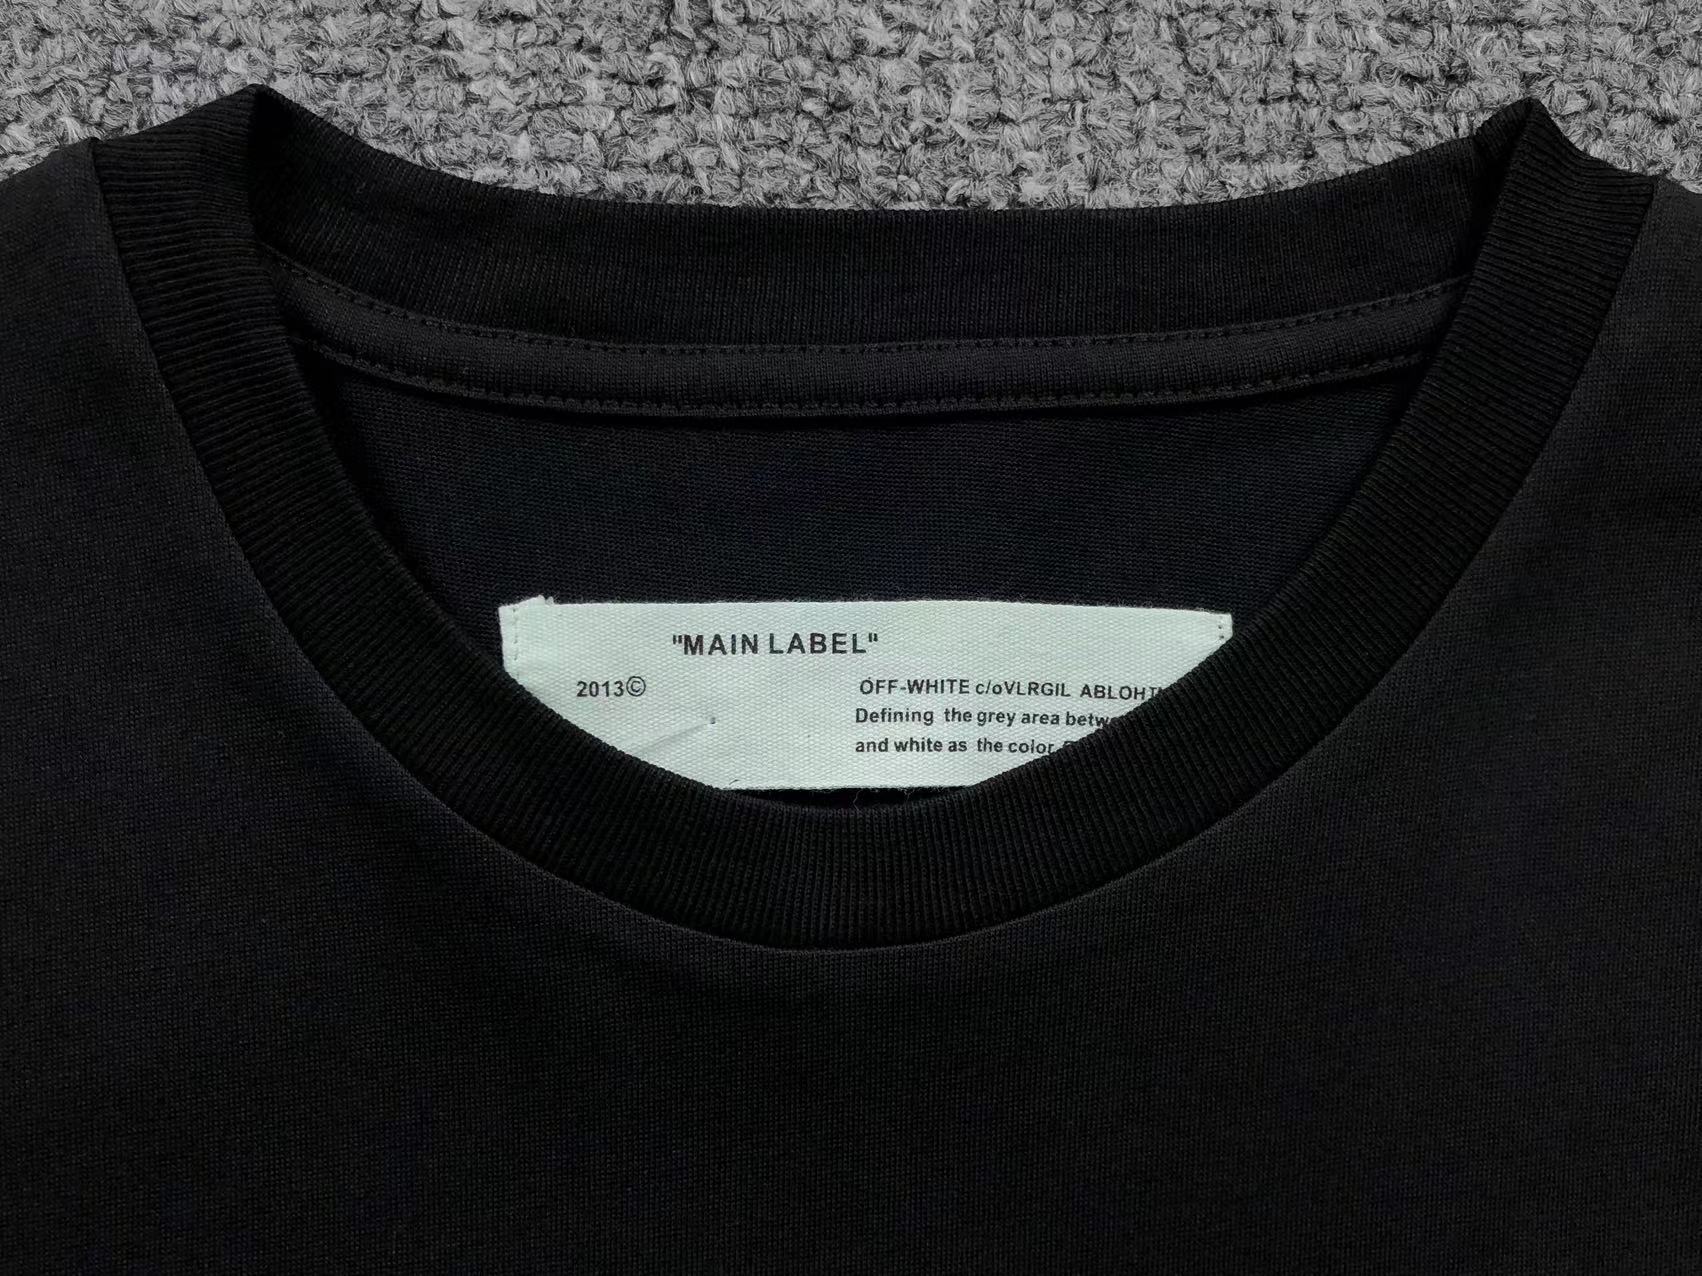 "MAIN LABEL"
2013©
OFF-WHITE c/oVLRGIL ABLOH
Defining the grey area
and white as the color